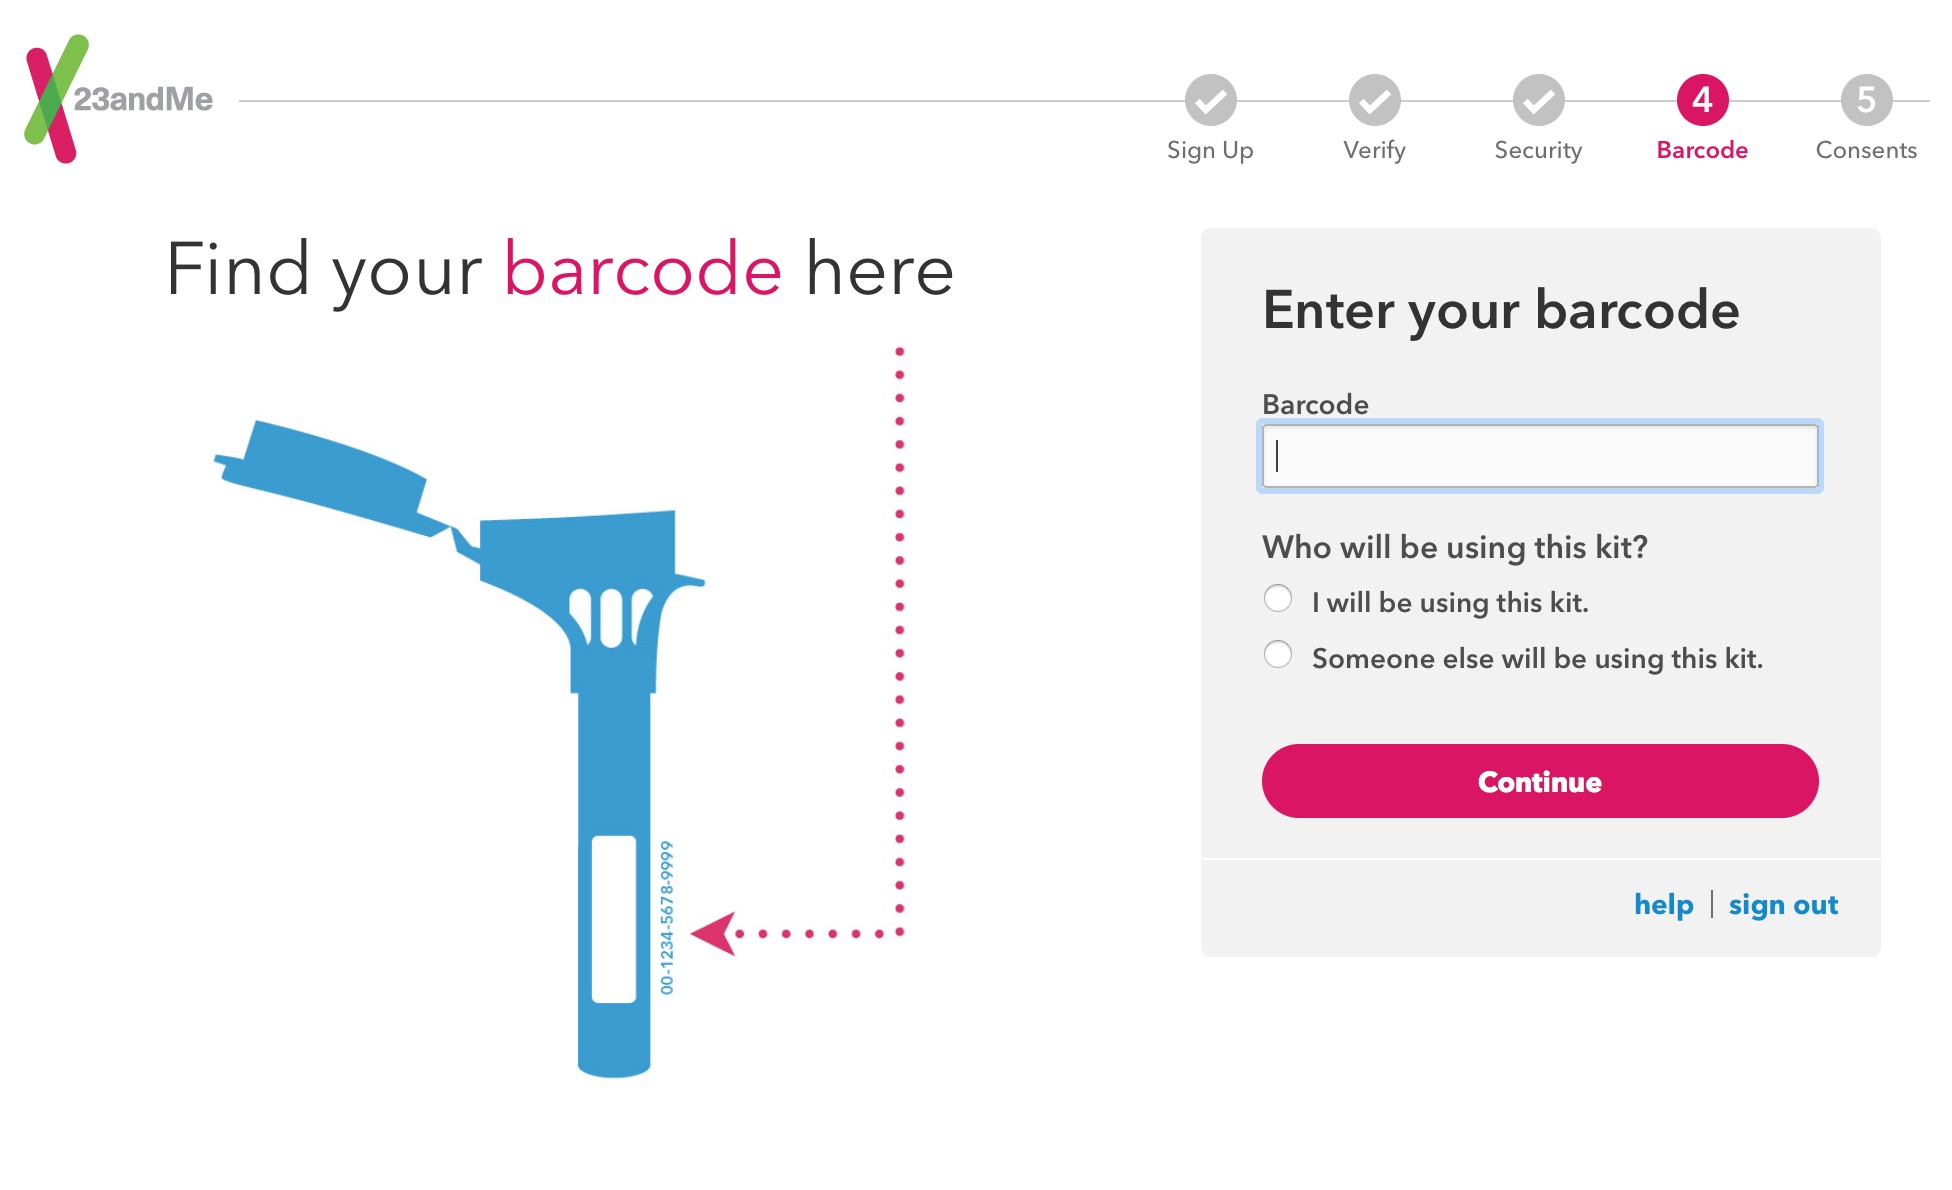 23andMe
4
5
Sign Up
Verify
Security
Barcode
Consents
Find your barcode here
00-1234-5678-9999
Enter your barcode
Barcode
Who will be using this kit?
I will be using this kit.
Someone else will be using this kit.
Continue
help | sign out